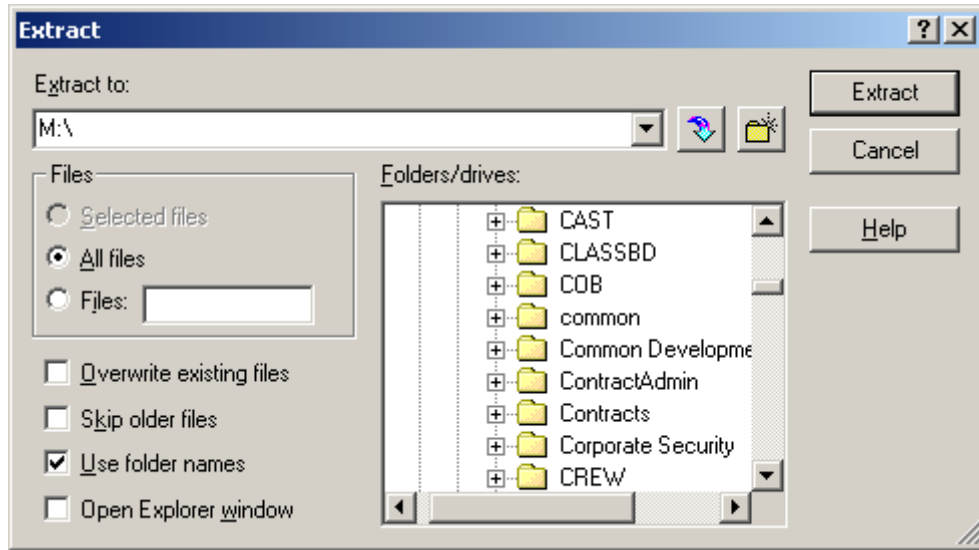 Extract
Extract to:
M:\
Extract
Cancel
Help
Files
Selected files
All files
Files:
Overwrite existing files
Skip older files
Use folder names
Open Explorer window
Folders/drives:
CAST
CLASSBD
COB
common
Common Developme
ContractAdmin
Contracts
Corporate Security
CREW